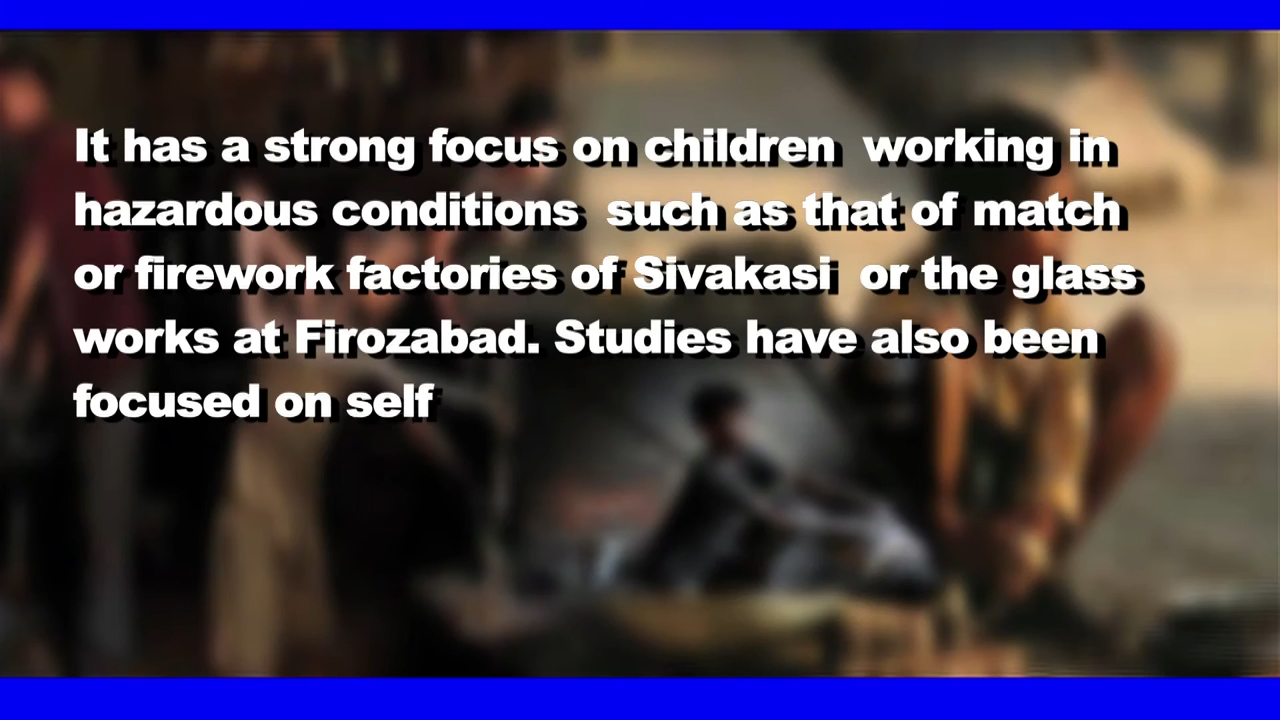 It has a strong focus on children  working in
hazardous conditions  such as that of match
or firework factories of Sivakasi  or the glass
works at Firozabad. Studies have also been
focused on self